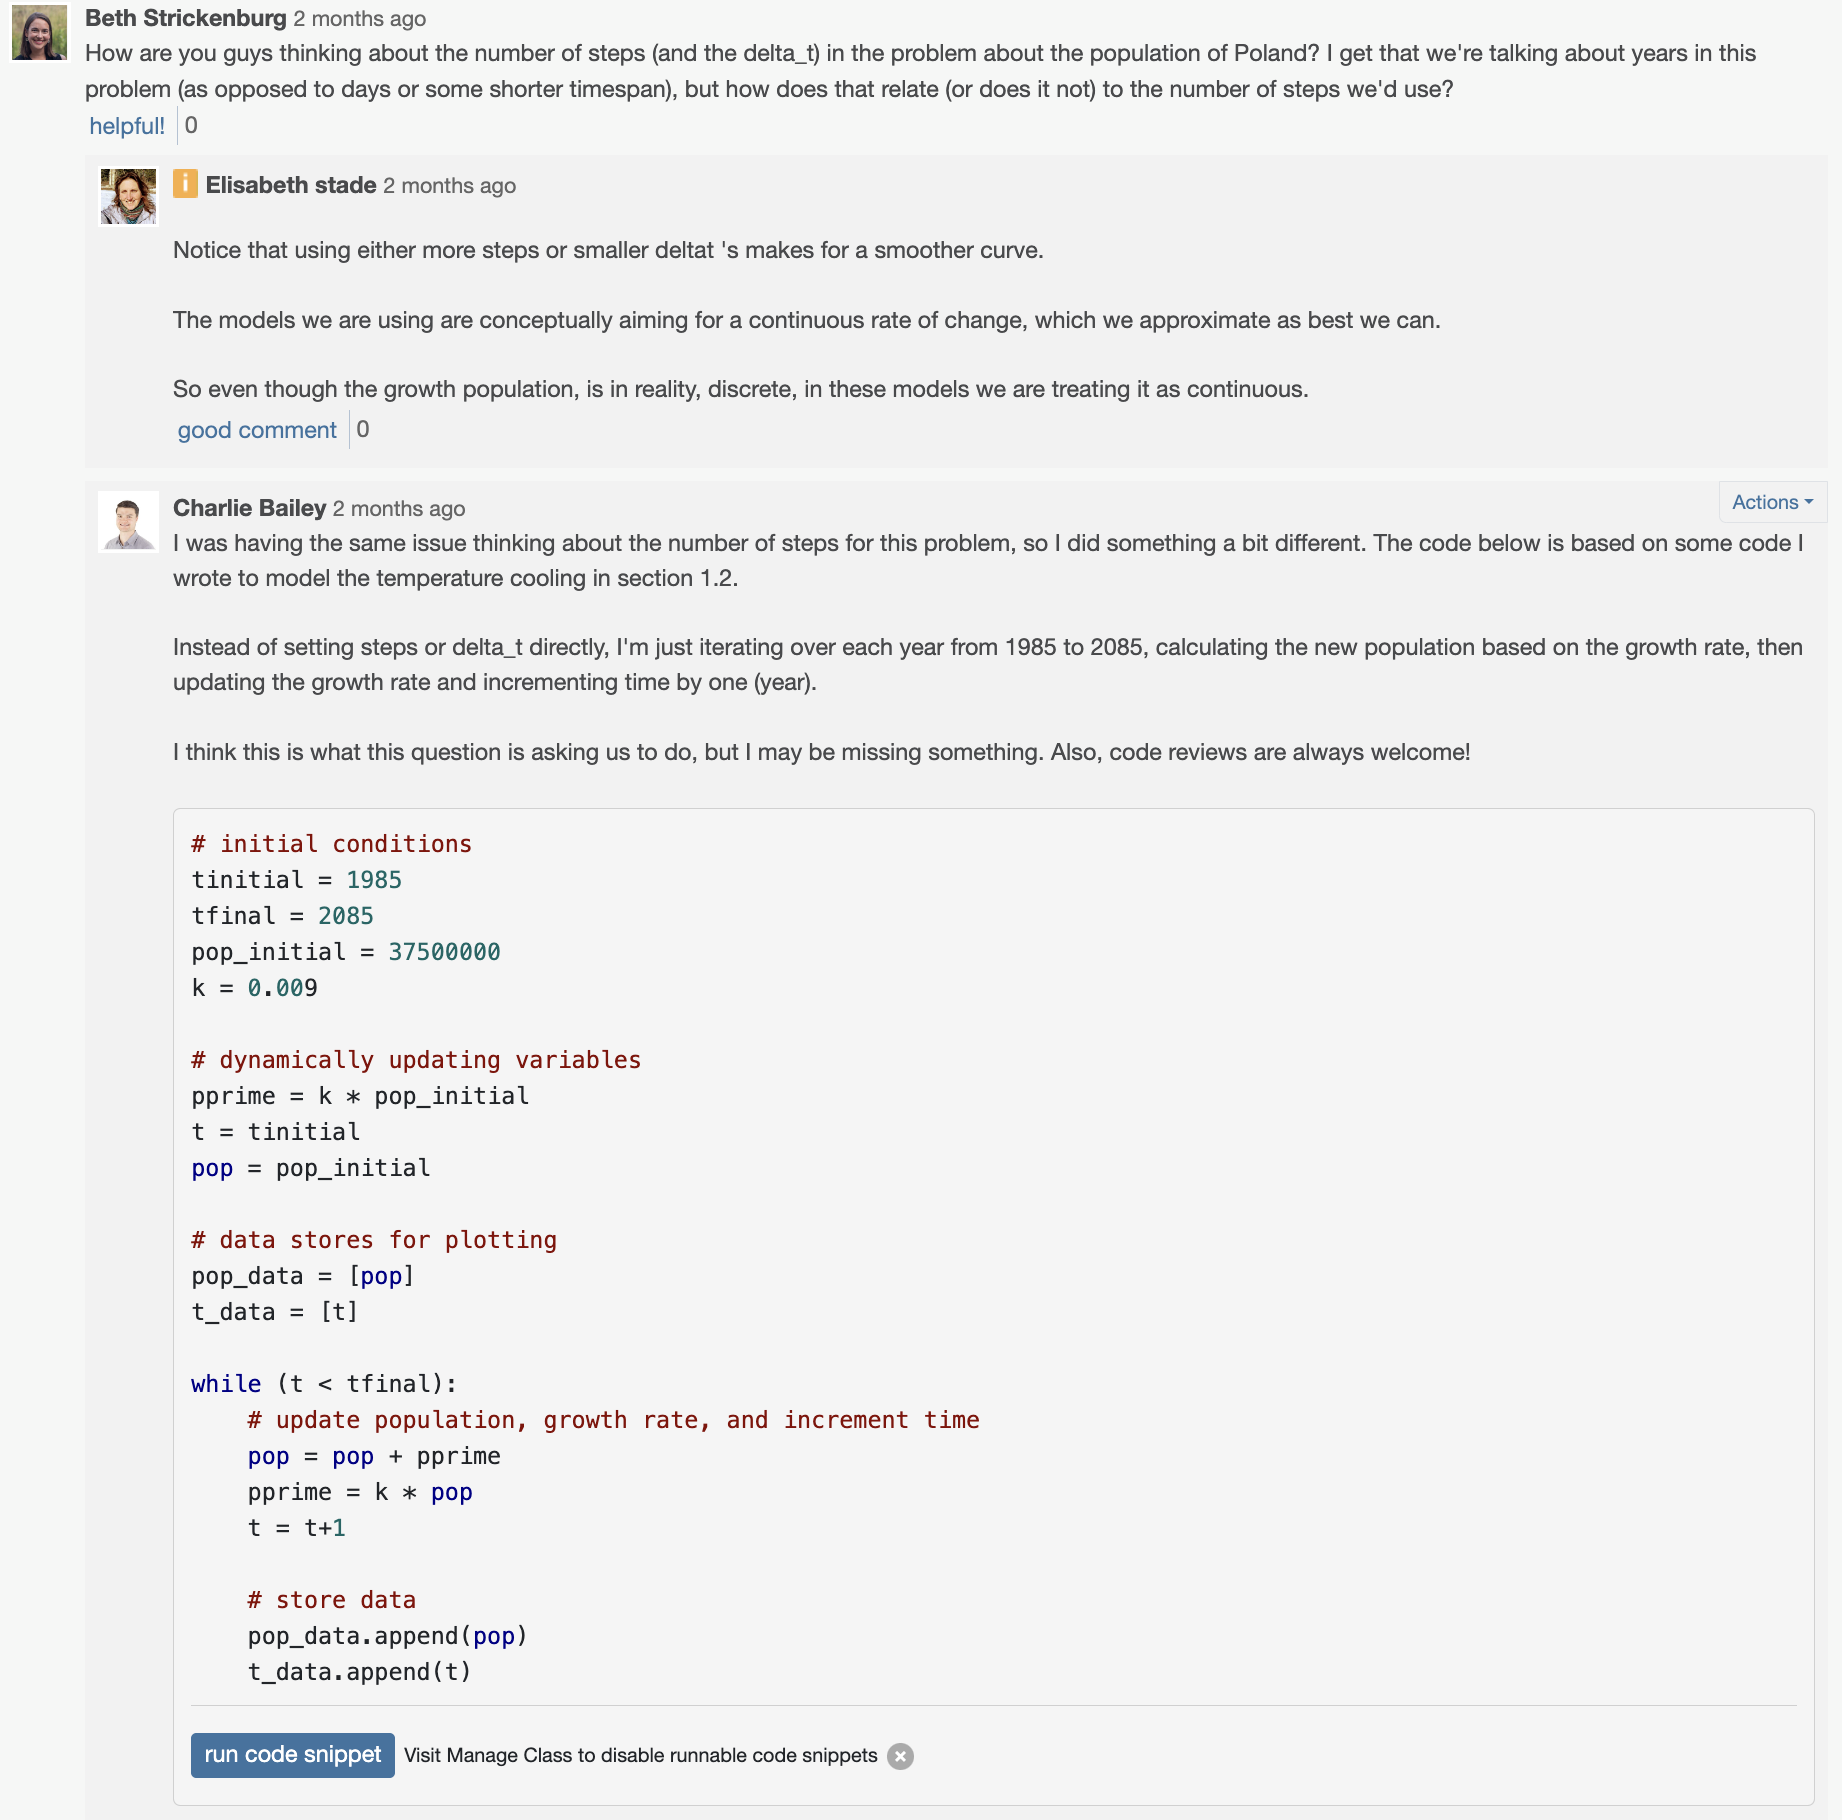 Beth Strickenburg 2 months ago
How are you guys thinking about the number of steps (and the delta_t) in the problem about the population of Poland? I get that we're talking about years in this
problem (as opposed to days or some shorter timespan), but how does that relate (or does it not) to the number of steps we'd use?
helpful! 0
i Elisabeth stade 2 months ago
Notice that using either more steps or smaller deltat 's makes for a smoother curve.
The models we are using are conceptually aiming for a continuous rate of change, which we approximate as best we can.
So even though the growth population, is in reality, discrete, in these models we are treating it as continuous.
good comment 0
Charlie Bailey 2 months ago
Actions
I was having the same issue thinking about the number of steps for this problem, so I did something a bit different. The code below is based on some code I
wrote to model the temperature cooling in section 1.2.
Instead of setting steps or delta_t directly, I'm just iterating over each year from 1985 to 2085, calculating the new population based on the growth rate, then
updating the growth rate and incrementing time by one (year).
I think this is what this question is asking us to do, but I may be missing something. Also, code reviews are always welcome!
# initial conditions
tinitial = 1985
tfinal = 2085
pop_initial = 37500000
k = 0.009
# dynamically updating variables
pprime = k * pop_initial
t = tinitial
pop = pop_initial
# data stores for plotting
pop_data = [pop]
t_data = [t]
while (t < tfinal):
    # update population, growth rate, and increment time
    pop = pop + pprime
    pprime = k * pop
    t = t+1
    # store data
    pop_data.append(pop)
    t_data.append(t)
run code snippet Visit Manage Class to disable runnable code snippets